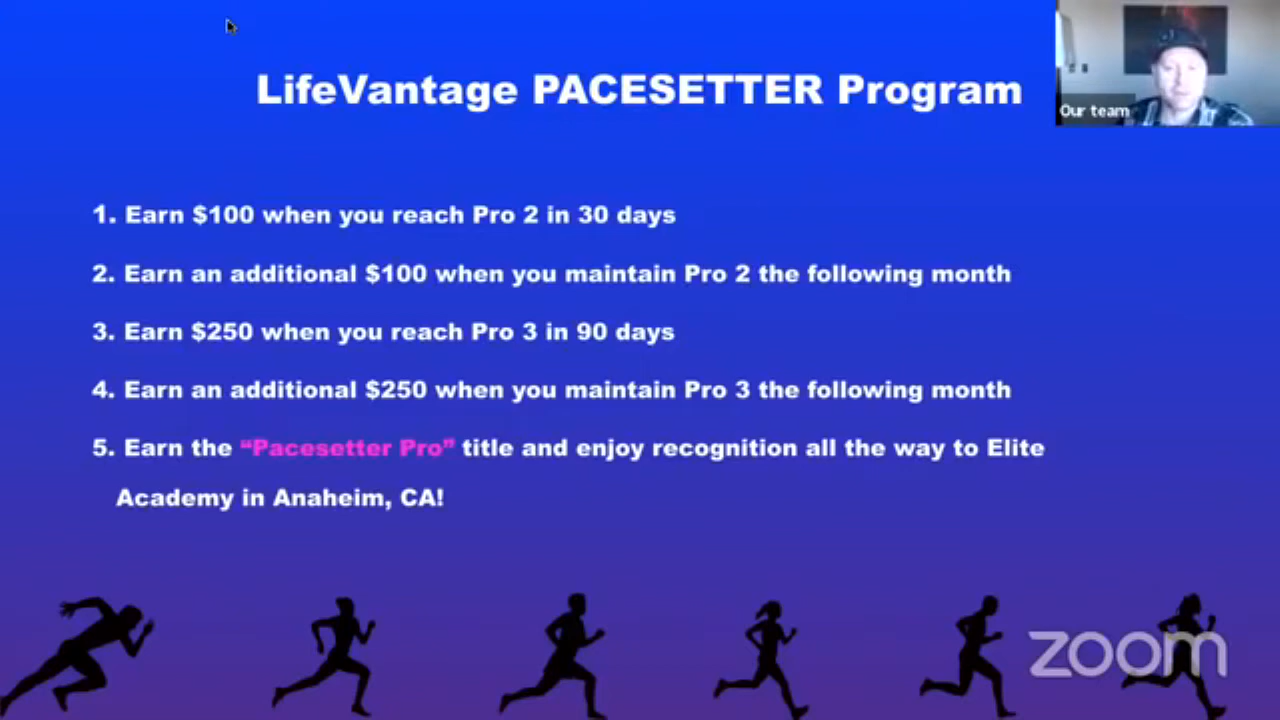 LifeVantage PACESETTER Program
Our team
1. Earn $100 when you reach Pro 2 in 30 days
2. Earn an additional $100 when you maintain Pro 2 the following month
3. Earn $250 when you reach Pro 3 in 90 days
4. Earn an additional $250 when you maintain Pro 3 the following month
5. Earn the “Pacesetter Pro” title and enjoy recognition all the way to Elite
Academy in Anaheim, CA!
zoom